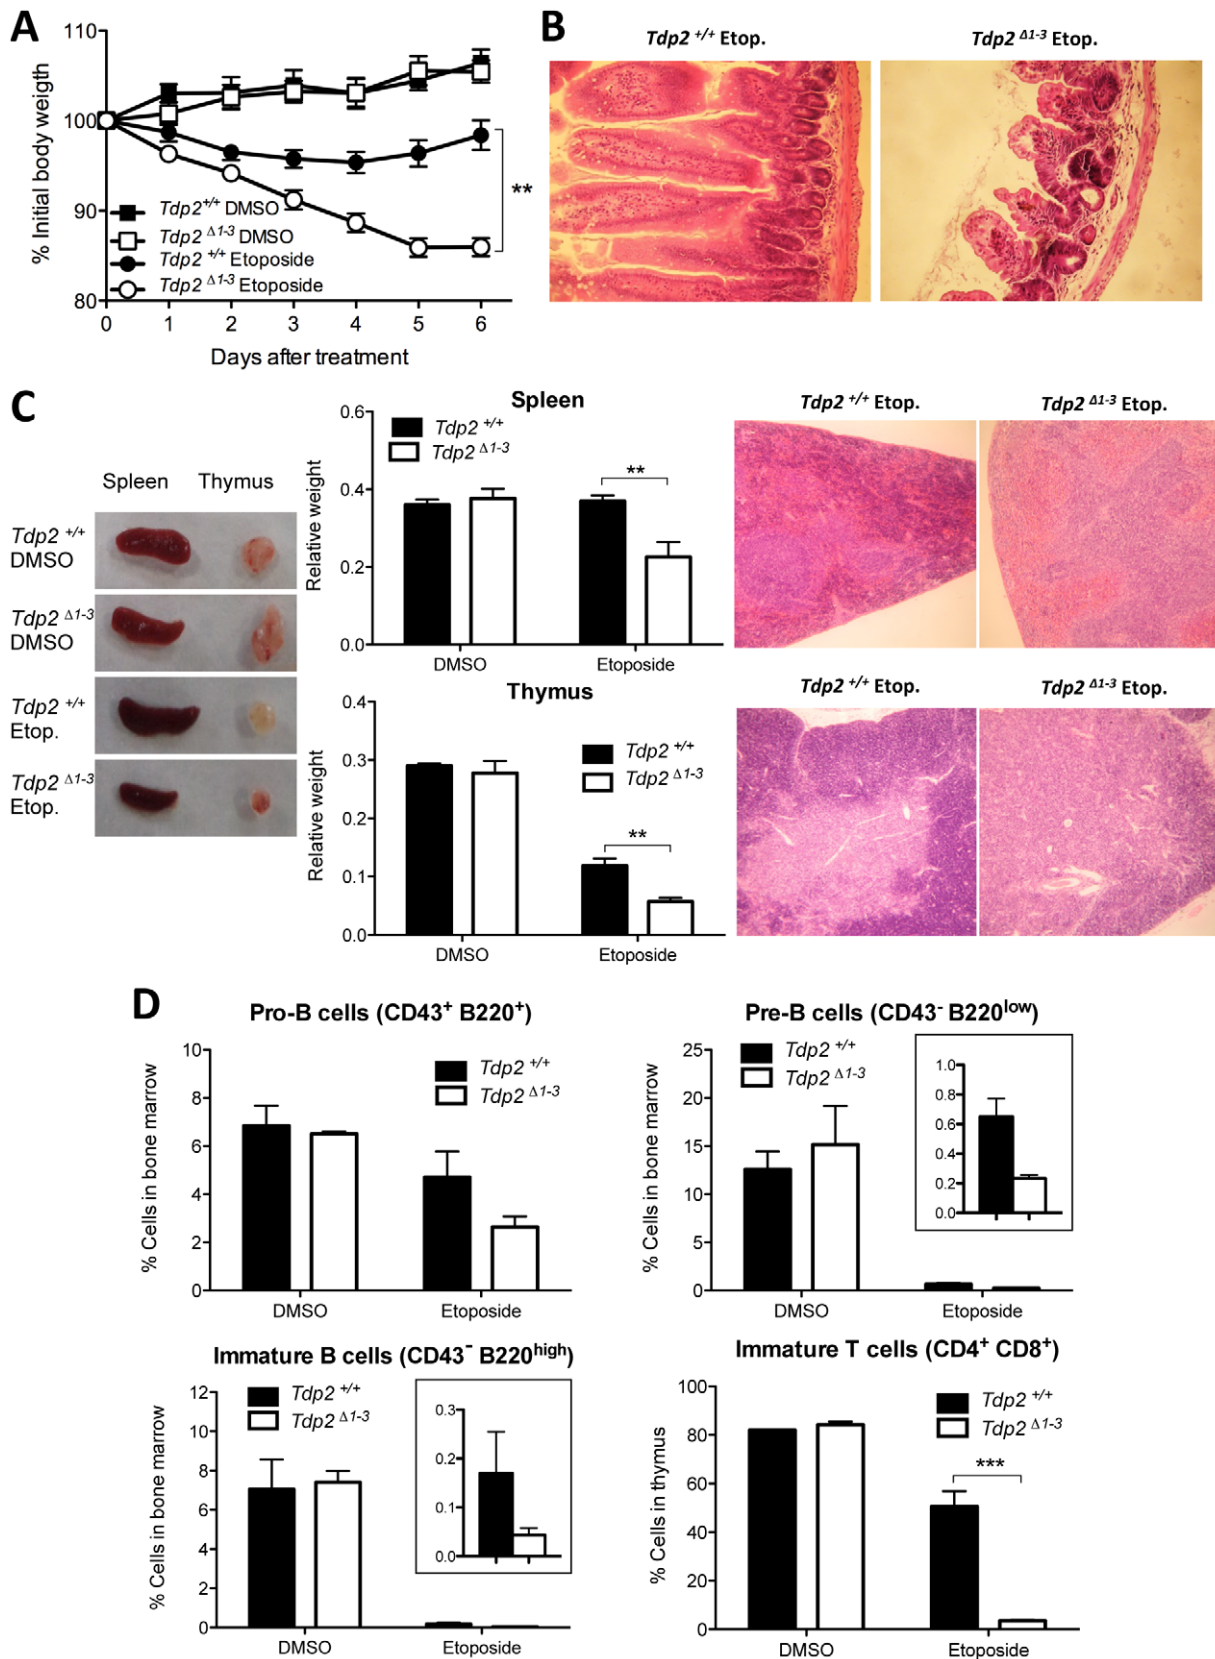 A
110
100
90
80
% Initial body weigth
Tdp2+/+ DMSO
Tdp2 Δ1-3 DMSO
Tdp2 +/+ Etoposide
Tdp2 Δ1-3 Etoposide
**
0 1 2 3 4 5 6
Days after treatment
B
Tdp2 +/+ Etop.
Tdp2 Δ1-3 Etop.
C
Spleen Thymus
Tdp2 +/+
DMSO
Tdp2 Δ1-3
DMSO
Tdp2 +/+
Etop.
Tdp2 Δ1-3
Etop.
Spleen
Relative weight
0.6
0.4
0.2
0.0
Tdp2 +/+
Tdp2 Δ1-3
**
DMSO Etoposide
Thymus
Relative weight
0.4
0.3
0.2
0.1
0.0
Tdp2 +/+
Tdp2 Δ1-3
**
DMSO Etoposide
Tdp2 +/+ Etop.
Tdp2 Δ1-3 Etop.
Tdp2 +/+ Etop.
Tdp2 Δ1-3 Etop.
D
Pro-B cells (CD43+ B220+)
% Cells in bone marrow
10
8
6
4
2
0
Tdp2 +/+
Tdp2 Δ1-3
DMSO Etoposide
Pre-B cells (CD43- B220low)
% Cells in bone marrow
25
20
15
10
5
0
Tdp2 +/+
Tdp2 Δ1-3
1.0
0.8
0.6
0.4
0.2
0.0
DMSO Etoposide
Immature B cells (CD43- B220high)
% Cells in bone marrow
12
10
8
6
4
2
0
Tdp2 +/+
Tdp2 Δ1-3
0.3
0.2
0.1
0.0
DMSO Etoposide
Immature T cells (CD4+ CD8+)
% Cells in thymus
100
80
60
40
20
0
Tdp2 +/+
Tdp2 Δ1-3
***
DMSO Etoposide